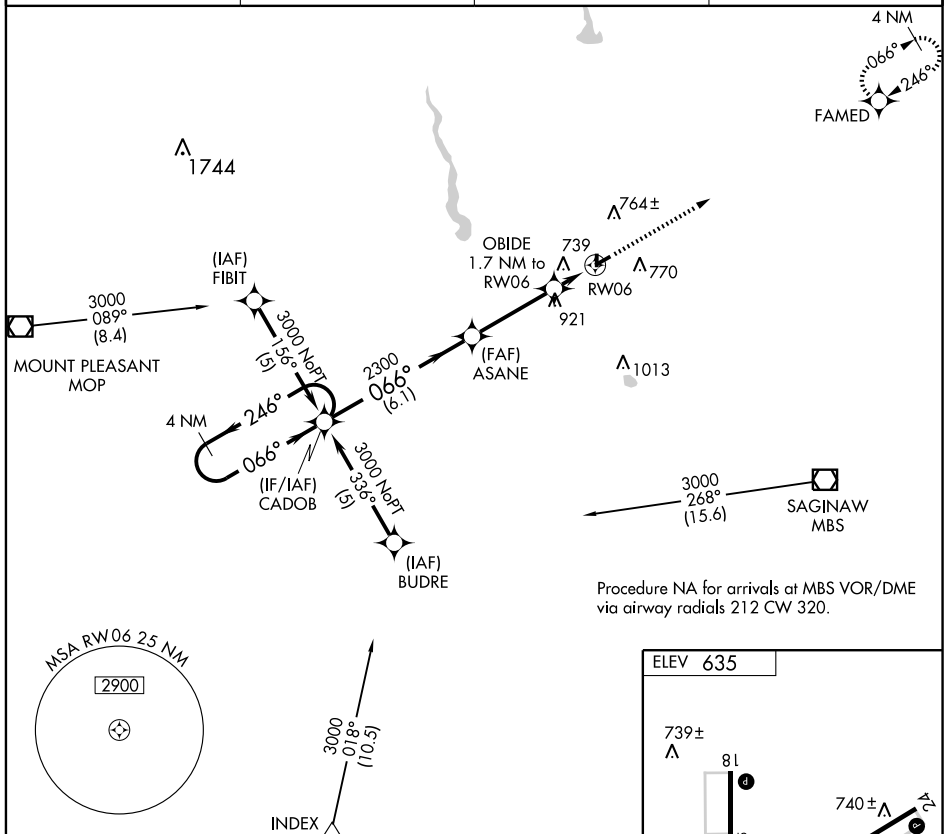 4 NM
066°
246°
FAMED
1744
764±
OBIDE
1.7 NM to
RW06
739
770
RW06
921
(IAF)
FIBIT
3000
089°
(8.4)
MOUNT PLEASANT
MOP
3000 NoPT
156°
(5)
2300
066°
(6.1)
(FAF)
ASANE
1013
4 NM
246°
066°
(IF/IAF)
CADOB
3000 NoPT
336°
(5)
(IAF)
BUDRE
3000
268°
(15.6)
SAGINAW
MBS
Procedure NA for arrivals at MBS VOR/DME
via airway radials 212 CW 320.
MSA RW06 25 NM
2900
3000
018°
(10.5)
INDEX
ELEV 635
739±
18
P
740±
24
P